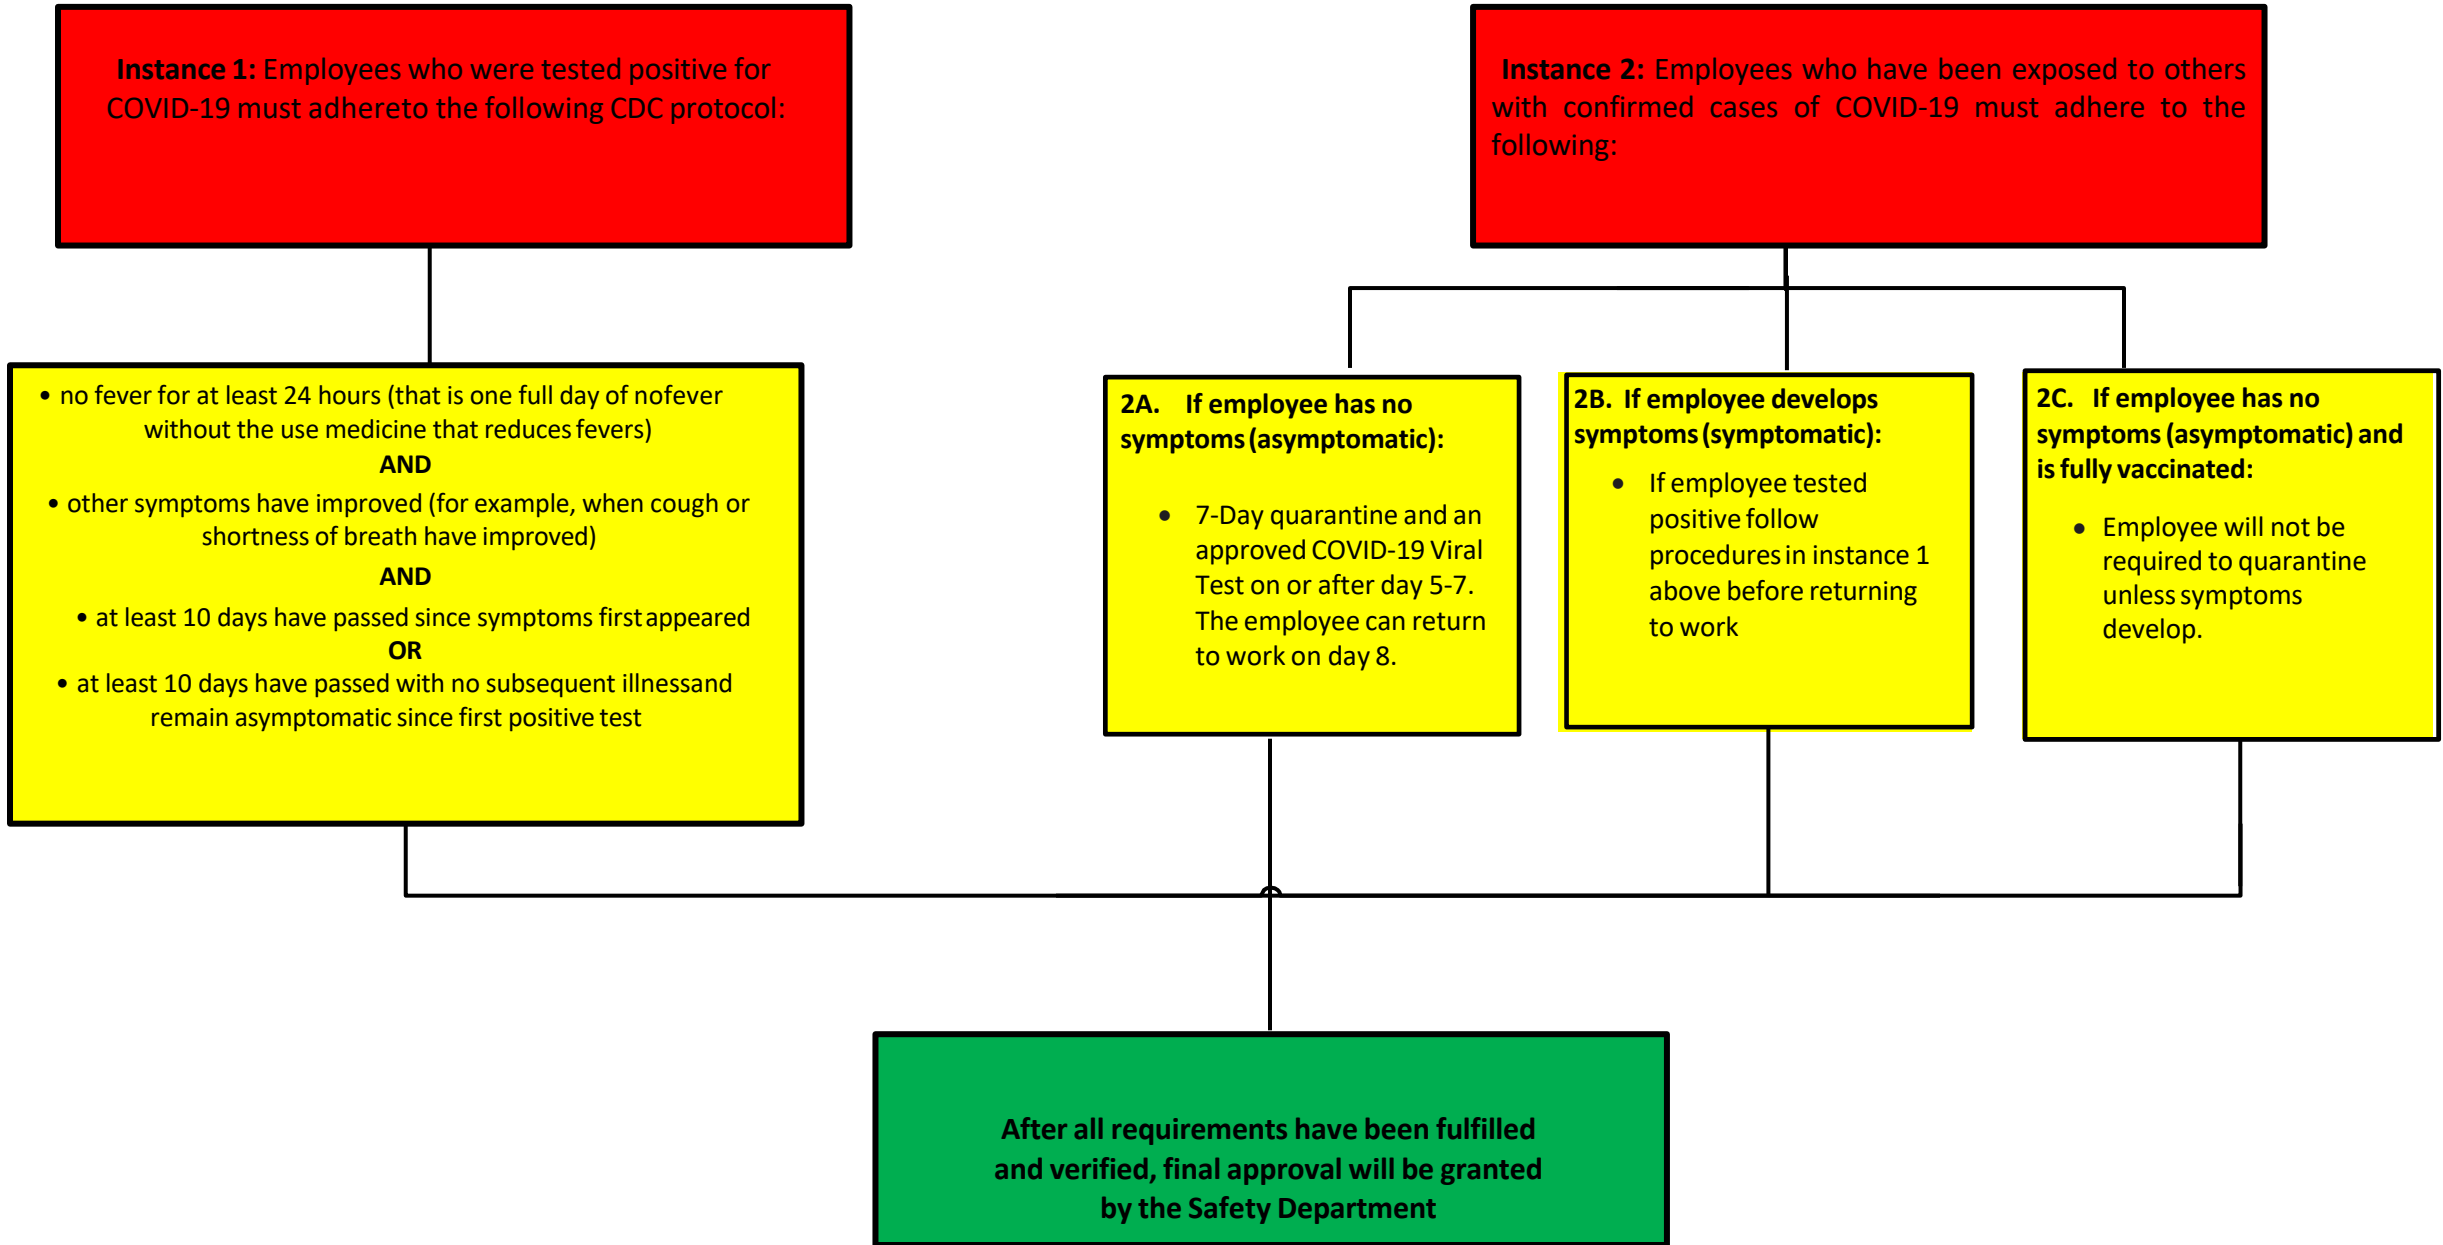 Instance 1: Employees who were tested positive for
COVID-19 must adhereto the following CDC protocol:
Instance 2: Employees who have been exposed to others
with confirmed cases of COVID-19 must adhere to the
following:
• no fever for at least 24 hours (that is one full day of nofever
without the use medicine that reduces fevers)
AND
• other symptoms have improved (for example, when cough or
shortness of breath have improved)
AND
• at least 10 days have passed since symptoms first appeared
OR
• at least 10 days have passed with no subsequent illnessand
remain asymptomatic since first positive test
2A. If employee has no
symptoms (asymptomatic):
• 7-Day quarantine and an
approved COVID-19 Viral
Test on or after day 5-7.
The employee can return
to work on day 8.
2B. If employee develops
symptoms (symptomatic):
• If employee tested
positive follow
procedures in instance 1
above before returning
to work
2C. If employee has no
symptoms (asymptomatic) and
is fully vaccinated:
• Employee will not be
required to quarantine
unless symptoms
develop.
After all requirements have been fulfilled
and verified, final approval will be granted
by the Safety Department